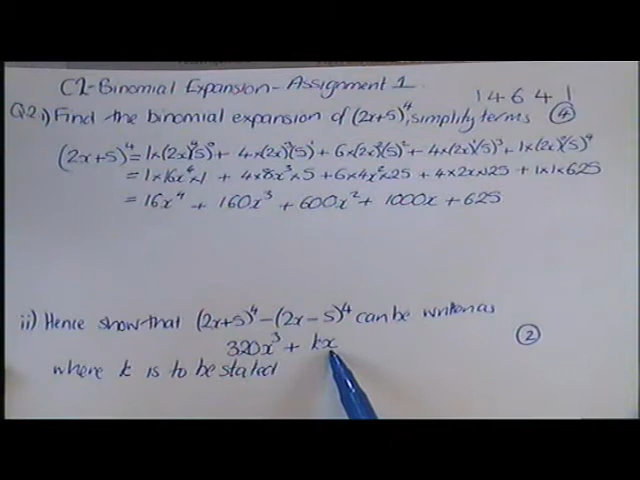 C2-Binomial Expansion - Assignment 1
1 4 6 4 1
Q2 i) Find the binomial expansion of (2x+5)⁴, simplify terms ④
(2x+5)⁴ = 1×(2x)⁴(5)⁰ + 4×(2x)³(5)¹ + 6×(2x)²(5)² + 4×(2x)¹(5)³ + 1×(2x)⁰(5)⁴
= 1×16x⁴×1 + 4×8x³×5 + 6×4x²×25 + 4×2x×125 + 1×1×625
= 16x⁴ + 160x³ + 600x² + 1000x + 625
ii) Hence show that (2x+5)⁴ - (2x-5)⁴ can be written as
320x³ + kx ②
where k is to be stated